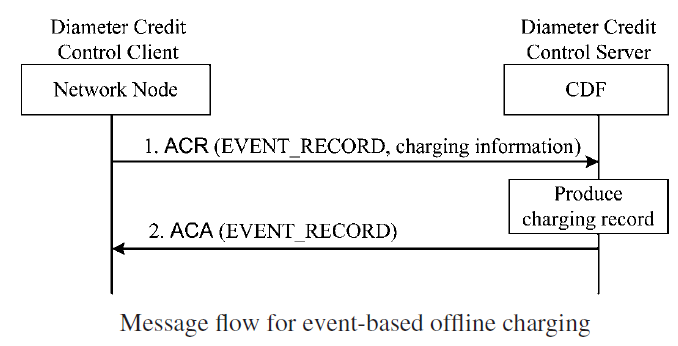 Diameter Credit
Control Client
Diameter Credit
Control Server
Network Node
CDF
1. ACR (EVENT_RECORD, charging information)
Produce
charging record
2. ACA (EVENT_RECORD)
Message flow for event-based offline charging